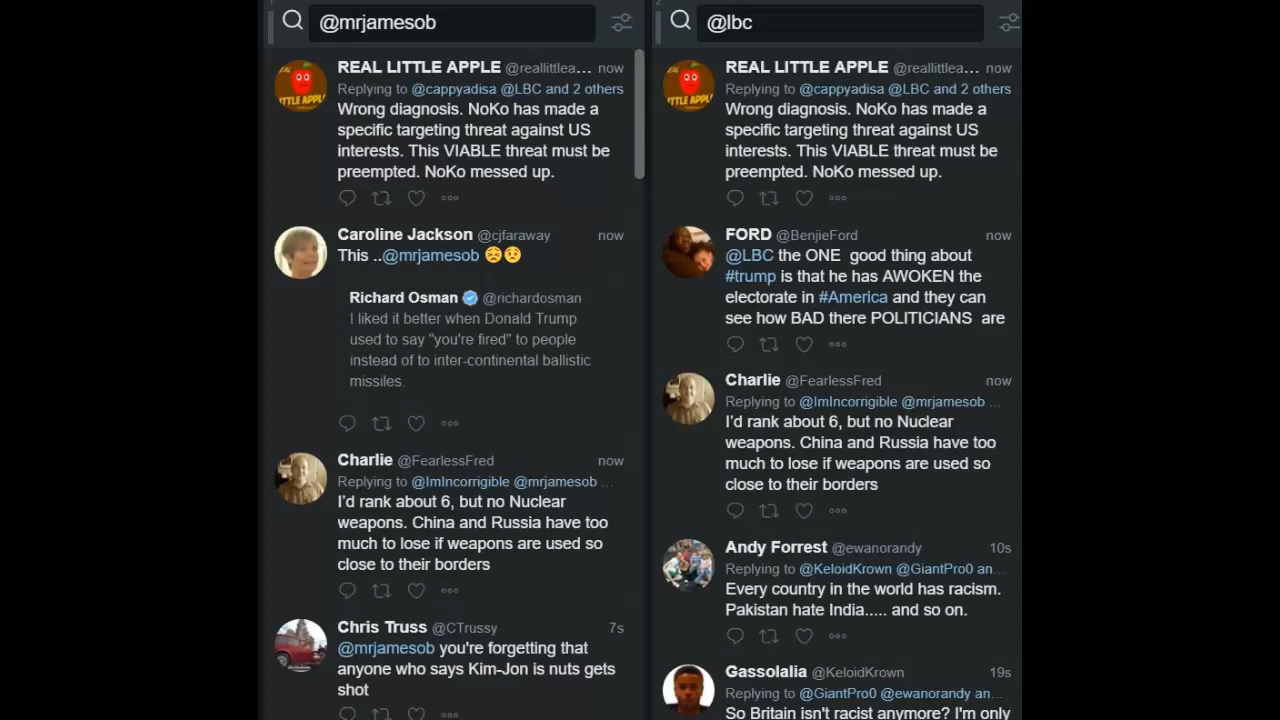 @mrjamesob
REAL LITTLE APPLE @reallittlea... now
Replying to @cappyadisa @LBC and 2 others
Wrong diagnosis. NoKo has made a
specific targeting threat against US
interests. This VIABLE threat must be
preempted. NoKo messed up.
Caroline Jackson @cjfaraway now
This ..@mrjamesob 😣😟
Richard Osman @richardosman
I liked it better when Donald Trump
used to say "you're fired" to people
instead of to inter-continental ballistic
missiles.
Charlie @FearlessFred now
Replying to @ImIncorrigible @mrjamesob ...
I'd rank about 6, but no Nuclear
weapons. China and Russia have too
much to lose if weapons are used so
close to their borders
Chris Truss @CTrussy 7s
@mrjamesob you're forgetting that
anyone who says Kim-Jon is nuts gets
shot
@lbc
REAL LITTLE APPLE @reallittlea... now
Replying to @cappyadisa @LBC and 2 others
Wrong diagnosis. NoKo has made a
specific targeting threat against US
interests. This VIABLE threat must be
preempted. NoKo messed up.
FORD @BenjieFord now
@LBC the ONE good thing about
#trump is that he has AWOKEN the
electorate in #America and they can
see how BAD there POLITICIANS are
Charlie @FearlessFred now
Replying to @ImIncorrigible @mrjamesob ...
I'd rank about 6, but no Nuclear
weapons. China and Russia have too
much to lose if weapons are used so
close to their borders
Andy Forrest @ewanorandy 10s
Replying to @KeloidKrown @GiantPro0 an...
Every country in the world has racism.
Pakistan hate India..... and so on.
Gassolalia @KeloidKrown 19s
Replying to @GiantPro0 @ewanorandy an...
So Britain isn't racist anymore? I'm only